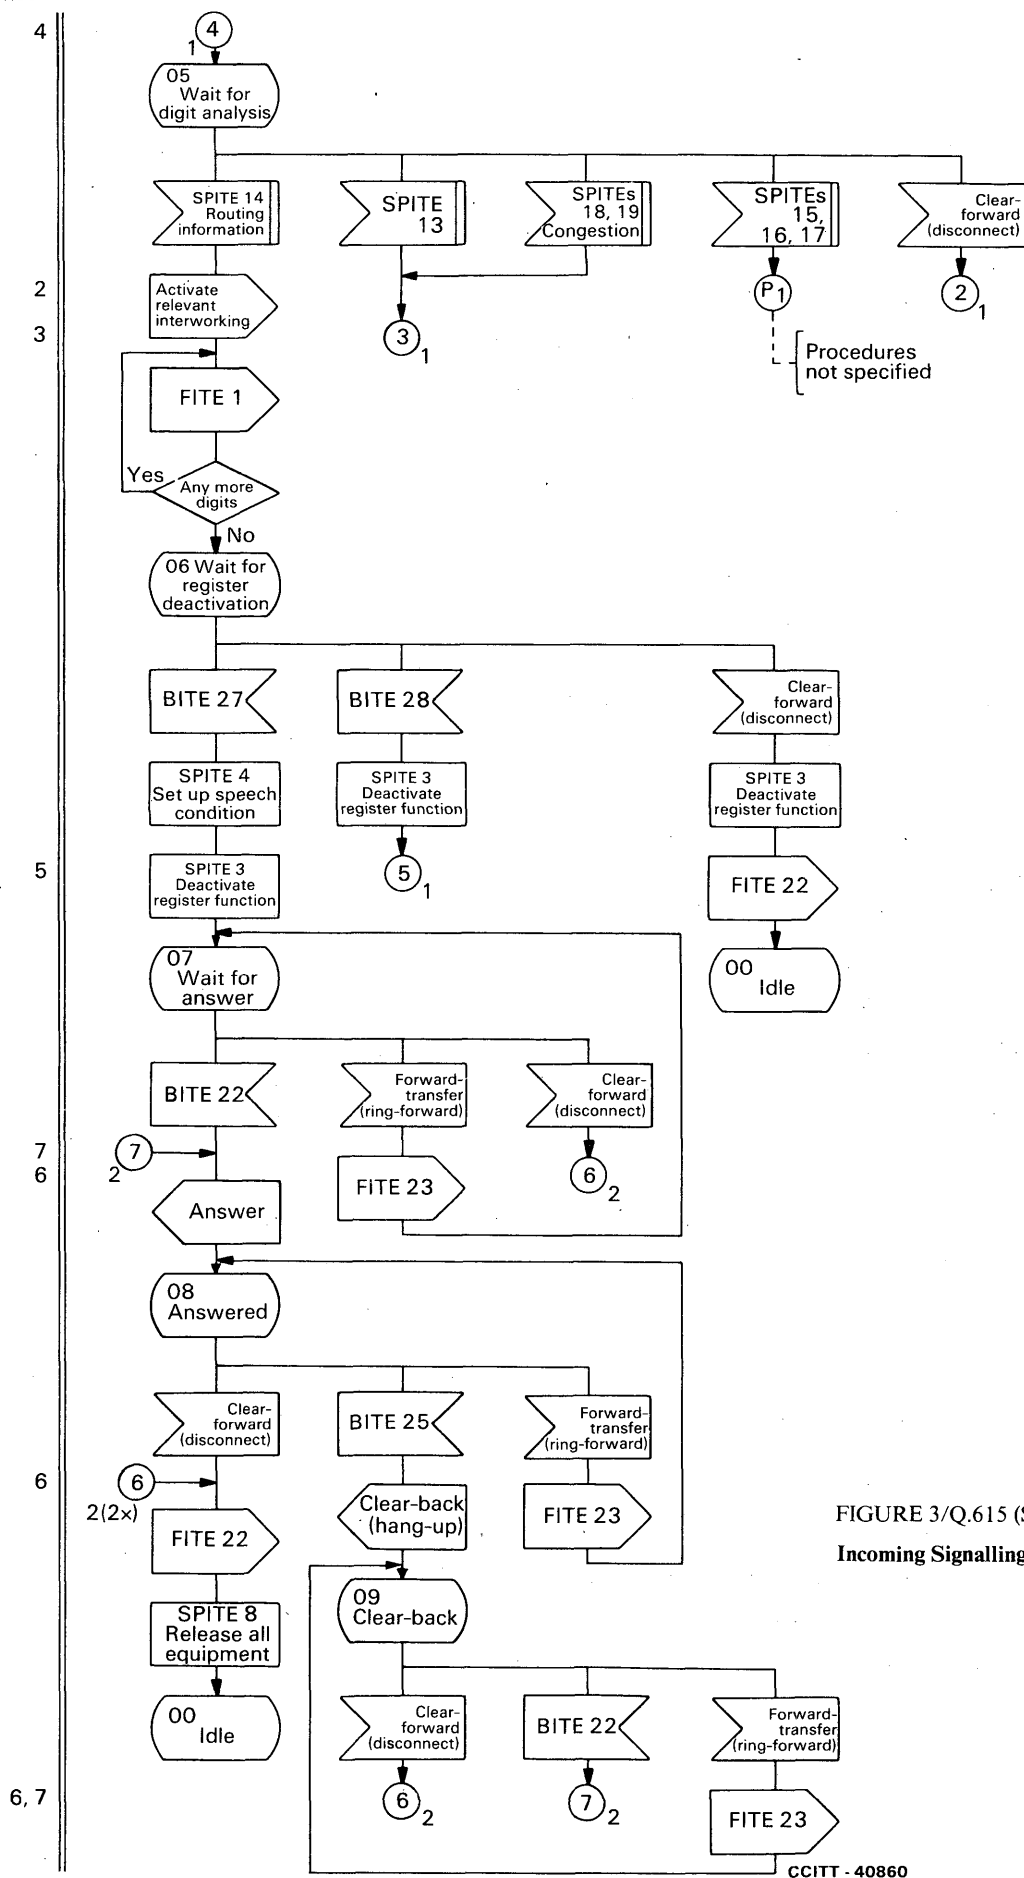 4
4
1
05
Wait for
digit analysis
SPITE 14
Routing
information
SPITE
13
SPITEs
18, 19
Congestion
SPITEs
15,
16, 17
Clear-
forward
(disconnect)
2
Activate
relevant
interworking
P1
2
1
3
3
1
Procedures
not specified
FITE 1
Yes
Any more
digits
No
06 Wait for
register
deactivation
BITE 27
BITE 28
Clear-
forward
(disconnect)
SPITE 4
Set up speech
condition
SPITE 3
Deactivate
register function
SPITE 3
Deactivate
register function
5
SPITE 3
Deactivate
register function
5
1
FITE 22
07
Wait for
answer
00
Idle
BITE 22
Forward-
transfer
(ring-forward)
Clear-
forward
(disconnect)
7
7
2
6
FITE 23
6
2
Answer
08
Answered
Clear-
forward
(disconnect)
BITE 25
Forward-
transfer
(ring-forward)
6
6
2(2x)
FITE 22
Clear-back
(hang-up)
FITE 23
FIGURE 3/Q.615 (S
Incoming Signalling
09
Clear-back
SPITE 8
Release all
equipment
00
Idle
Clear-
forward
(disconnect)
BITE 22
Forward-
transfer
(ring-forward)
6, 7
6
2
7
2
FITE 23
CCITT - 40860